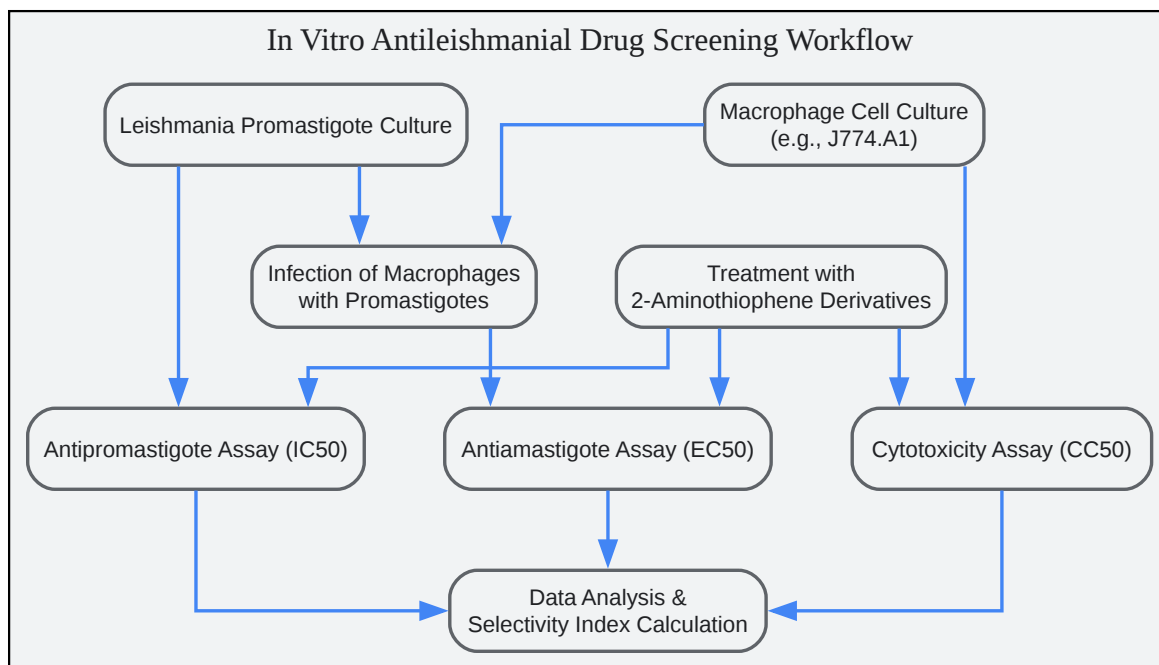 In Vitro Antileishmanial Drug Screening Workflow
Leishmania Promastigote Culture
Macrophage Cell Culture
(e.g., J774.A1)
Infection of Macrophages
with Promastigotes
Treatment with
2-Aminothiophene Derivatives
Antipromastigote Assay (IC50)
Antiamastigote Assay (EC50)
Cytotoxicity Assay (CC50)
Data Analysis &
Selectivity Index Calculation